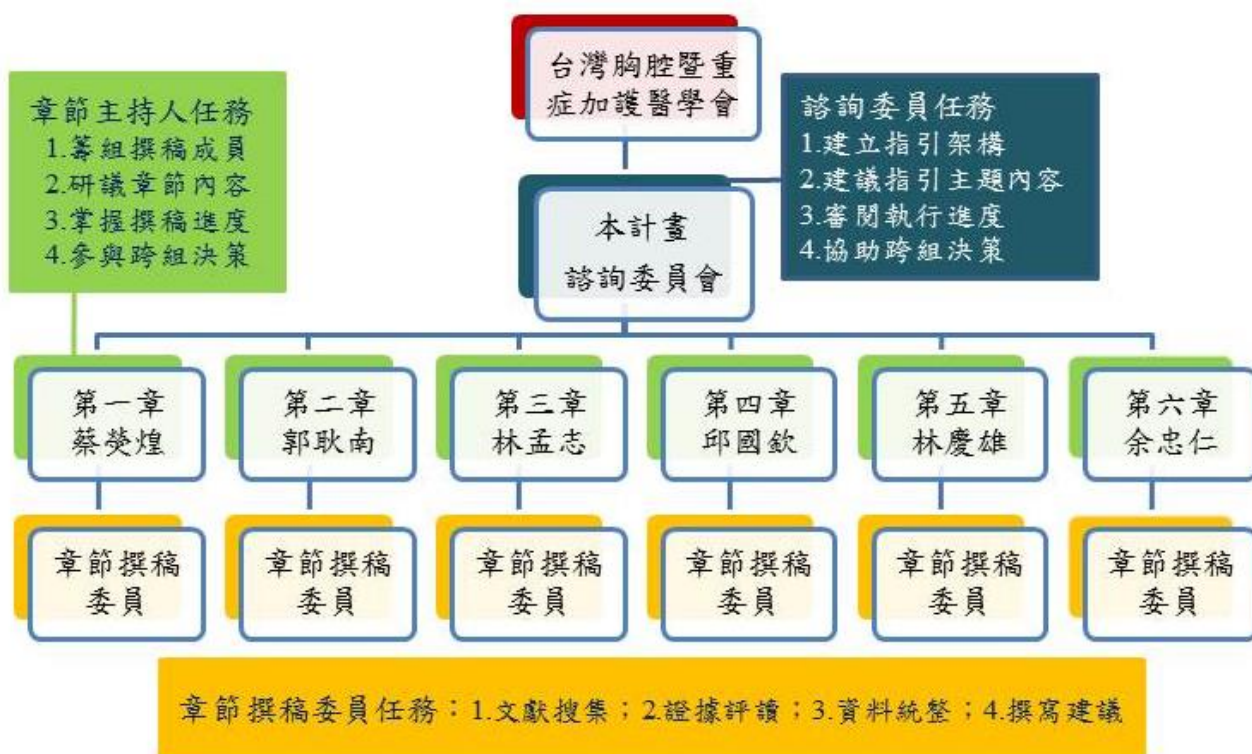 台灣胸腔暨重
症加護醫學會
章節主持人任務
1.籌組撰稿成員
2.研議章節內容
3.掌握撰稿進度
4.參與跨組決策
諮詢委員任務
1.建立指引架構
2.建議指引主題內容
3.審閱執行進度
4.協助跨組決策
本計畫
諮詢委員會
第一章
蔡熒煌
第二章
郭耿南
第三章
林孟志
第四章
邱國欽
第五章
林慶雄
第六章
余忠仁
章節撰稿
委員
章節撰稿
委員
章節撰稿
委員
章節撰稿
委員
章節撰稿
委員
章節撰稿
委員
章節撰稿委員任務：1.文獻搜集；2.證據評讀；3.資料統整；4.撰寫建議